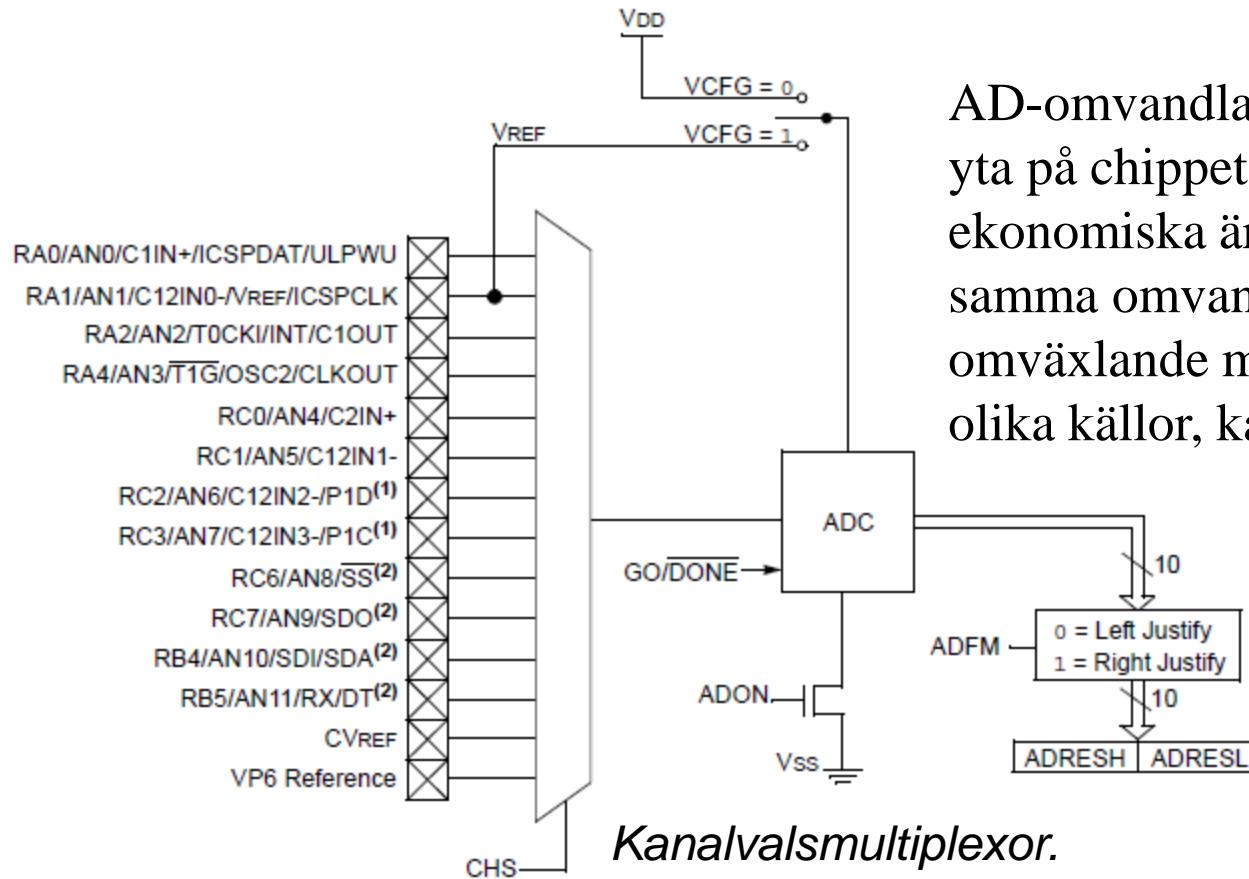 VDD
VCFG = 0
VREF
VCFG = 1
AD-omvandla
yta på chippet
ekonomiska är
samma omvan
omväxlande m
olika källor, ka
RA0/AN0/C1IN+/ICSPDAT/ULPWU
RA1/AN1/C12IN0-/VREF/ICSPCLK
RA2/AN2/T0CKI/INT/C1OUT
RA4/AN3/T1G/OSC2/CLKOUT
RC0/AN4/C2IN+
RC1/AN5/C12IN1-
RC2/AN6/C12IN2-/P1D(1)
RC3/AN7/C12IN3-/P1C(1)
RC6/AN8/SS(2)
RC7/AN9/SDO(2)
RB4/AN10/SDI/SDA(2)
RB5/AN11/RX/DT(2)
CVREF
VP6 Reference
CHS
ADC
GO/DONE
ADON
VSS
10
ADFM
0 = Left Justify
1 = Right Justify
10
ADRESH ADRESL
Kanalvalsmultiplexor.